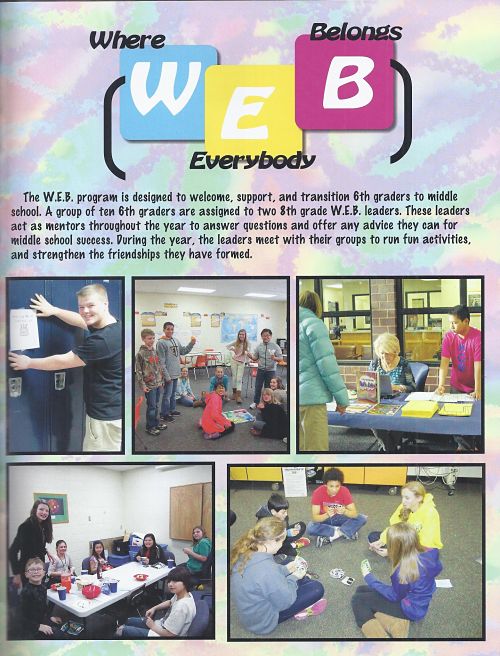 Where
Belongs
W E B
Everybody
The W.E.B. program is designed to welcome, support, and transition 6th graders to middle
school. A group of ten 6th graders are assigned to two 8th grade W.E.B. leaders. These leaders
act as mentors throughout the year to answer questions and offer any advice they can for
middle school success. During the year, the leaders meet with their groups to run fun activities,
and strengthen the friendships they have formed.